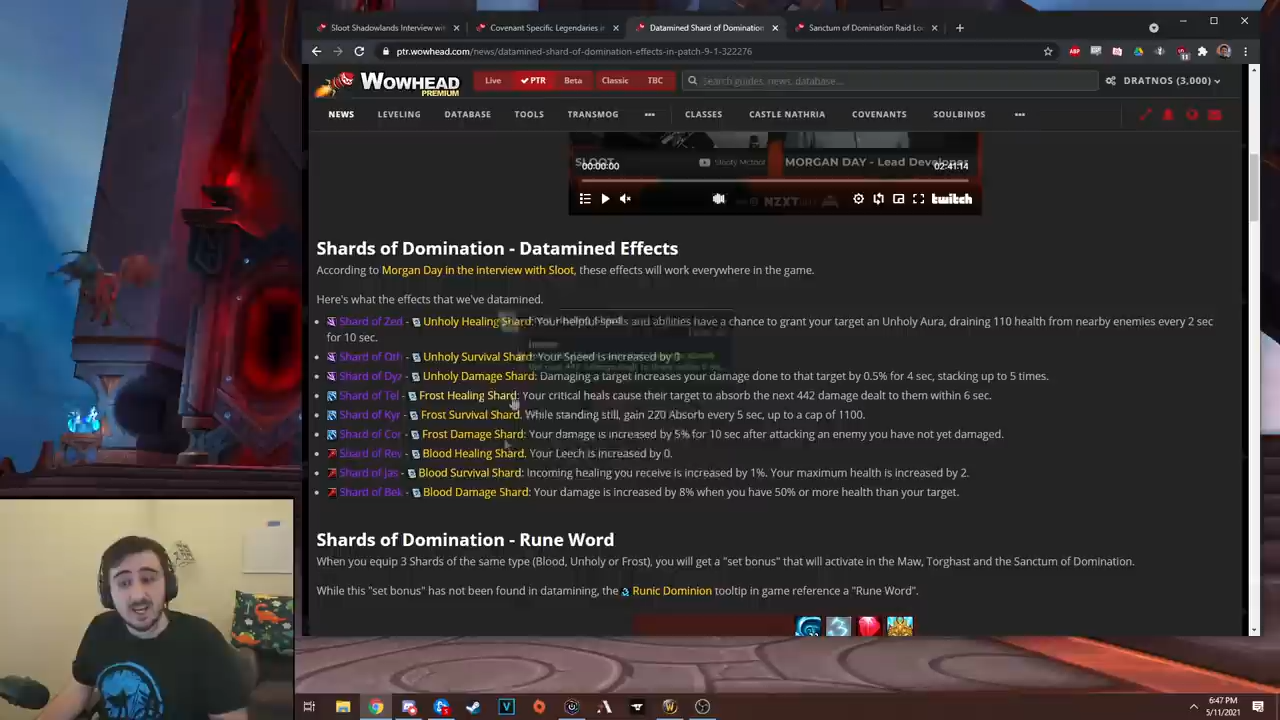 Sloot Shadowlands Interview with
Covenant Specific Legendaries i
Datamined Shard of Domination
Sanctum of Domination Raid Lo
ptr.wowhead.com/news/datamined-shard-of-domination-effects-in-patch-9-1-322276
WOWHEAD
PREMIUM
Live
PTR
Beta
Classic
TBC
Search guides, news, database...
DRATNOS (3,000)
NEWS
LEVELING
DATABASE
TOOLS
TRANSMOG
CLASSES
CASTLE NATHRIA
COVENANTS
SOULBINDS
SLOOT
00:00:00
MORGAN DAY - Lead Developer
02:41:14
NZXT
twitch
Shards of Domination - Datamined Effects
According to Morgan Day in the interview with Sloot, these effects will work everywhere in the game.
Here's what the effects that we've datamined.
Shard of Zed - Unholy Healing Shard: Your helpful spells and abilities have a chance to grant your target an Unholy Aura, draining 110 health from nearby enemies every 2 sec
for 10 sec.
Shard of Oth - Unholy Survival Shard: Your Speed is increased by 0
Shard of Dyz - Unholy Damage Shard: Damaging a target increases your damage done to that target by 0.5% for 4 sec, stacking up to 5 times.
Shard of Tel - Frost Healing Shard: Your critical heals cause their target to absorb the next 442 damage dealt to them within 6 sec.
Shard of Kyr - Frost Survival Shard. While standing still, gain 220 Absorb every 5 sec, up to a cap of 1100.
Shard of Cor - Frost Damage Shard: Your damage is increased by 5% for 10 sec after attacking an enemy you have not yet damaged.
Shard of Rev - Blood Healing Shard. Your Leech is increased by 0.
Shard of Jas - Blood Survival Shard: Incoming healing you receive is increased by 1%. Your maximum health is increased by 2.
Shard of Bek - Blood Damage Shard: Your damage is increased by 8% when you have 50% or more health than your target.
Shards of Domination - Rune Word
When you equip 3 Shards of the same type (Blood, Unholy or Frost), you will get a "set bonus" that will activate in the Maw, Torghast and the Sanctum of Domination.
While this "set bonus" has not been found in datamining, the Runic Dominion tooltip in game reference a "Rune Word".
6:47 PM
5/11/2021